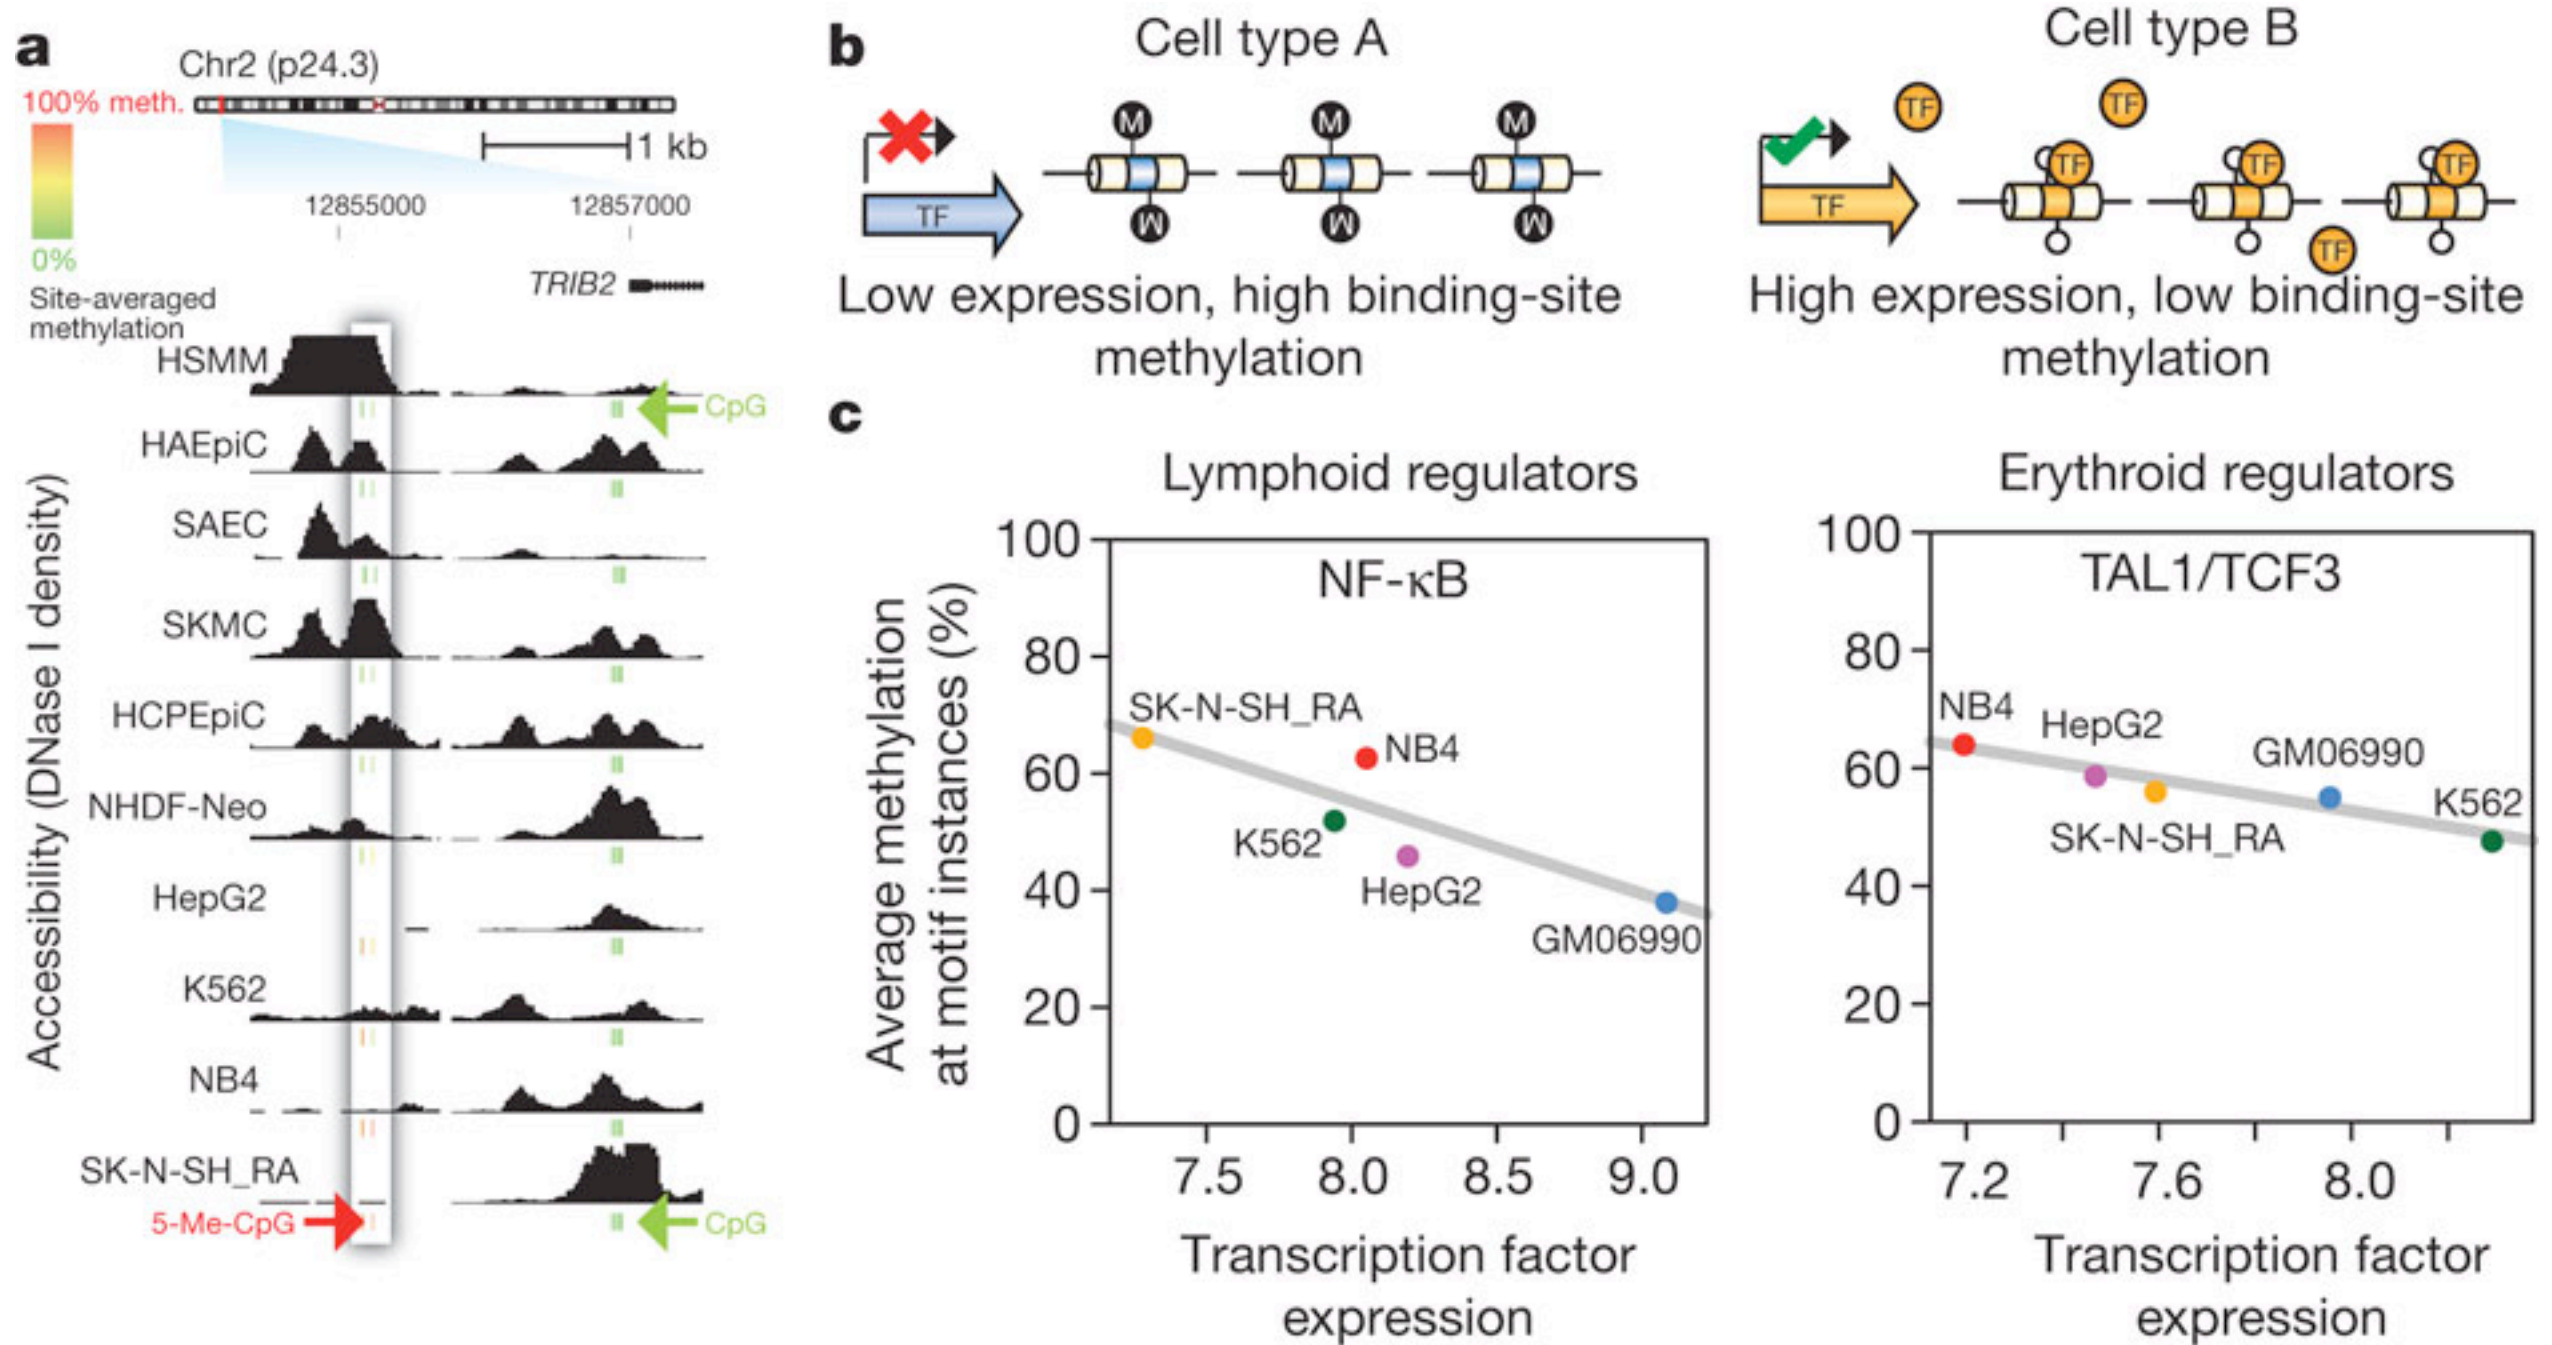 a
Chr2 (p24.3)
100% meth.
1 kb
12855000
12857000
0%
TRIB2
Site-averaged
methylation
HSMM
CpG
HAEpiC
SAEC
SKMC
HCPEpiC
NHDF-Neo
HepG2
K562
NB4
SK-N-SH_RA
5-Me-CpG
CpG
Accessibility (DNase I density)
b
Cell type A
M
M
M
TF
M
M
M
Low expression, high binding-site
methylation
Cell type B
TF
TF
TF
TF
TF
TF
TF
High expression, low binding-site
methylation
c
Lymphoid regulators
NF-κB
Average methylation
at motif instances (%)
100
80
60
40
20
0
SK-N-SH_RA
NB4
K562
HepG2
GM06990
7.5
8.0
8.5
9.0
Transcription factor
expression
Erythroid regulators
TAL1/TCF3
100
80
60
40
20
0
NB4
HepG2
GM06990
K562
SK-N-SH_RA
7.2
7.6
8.0
Transcription factor
expression